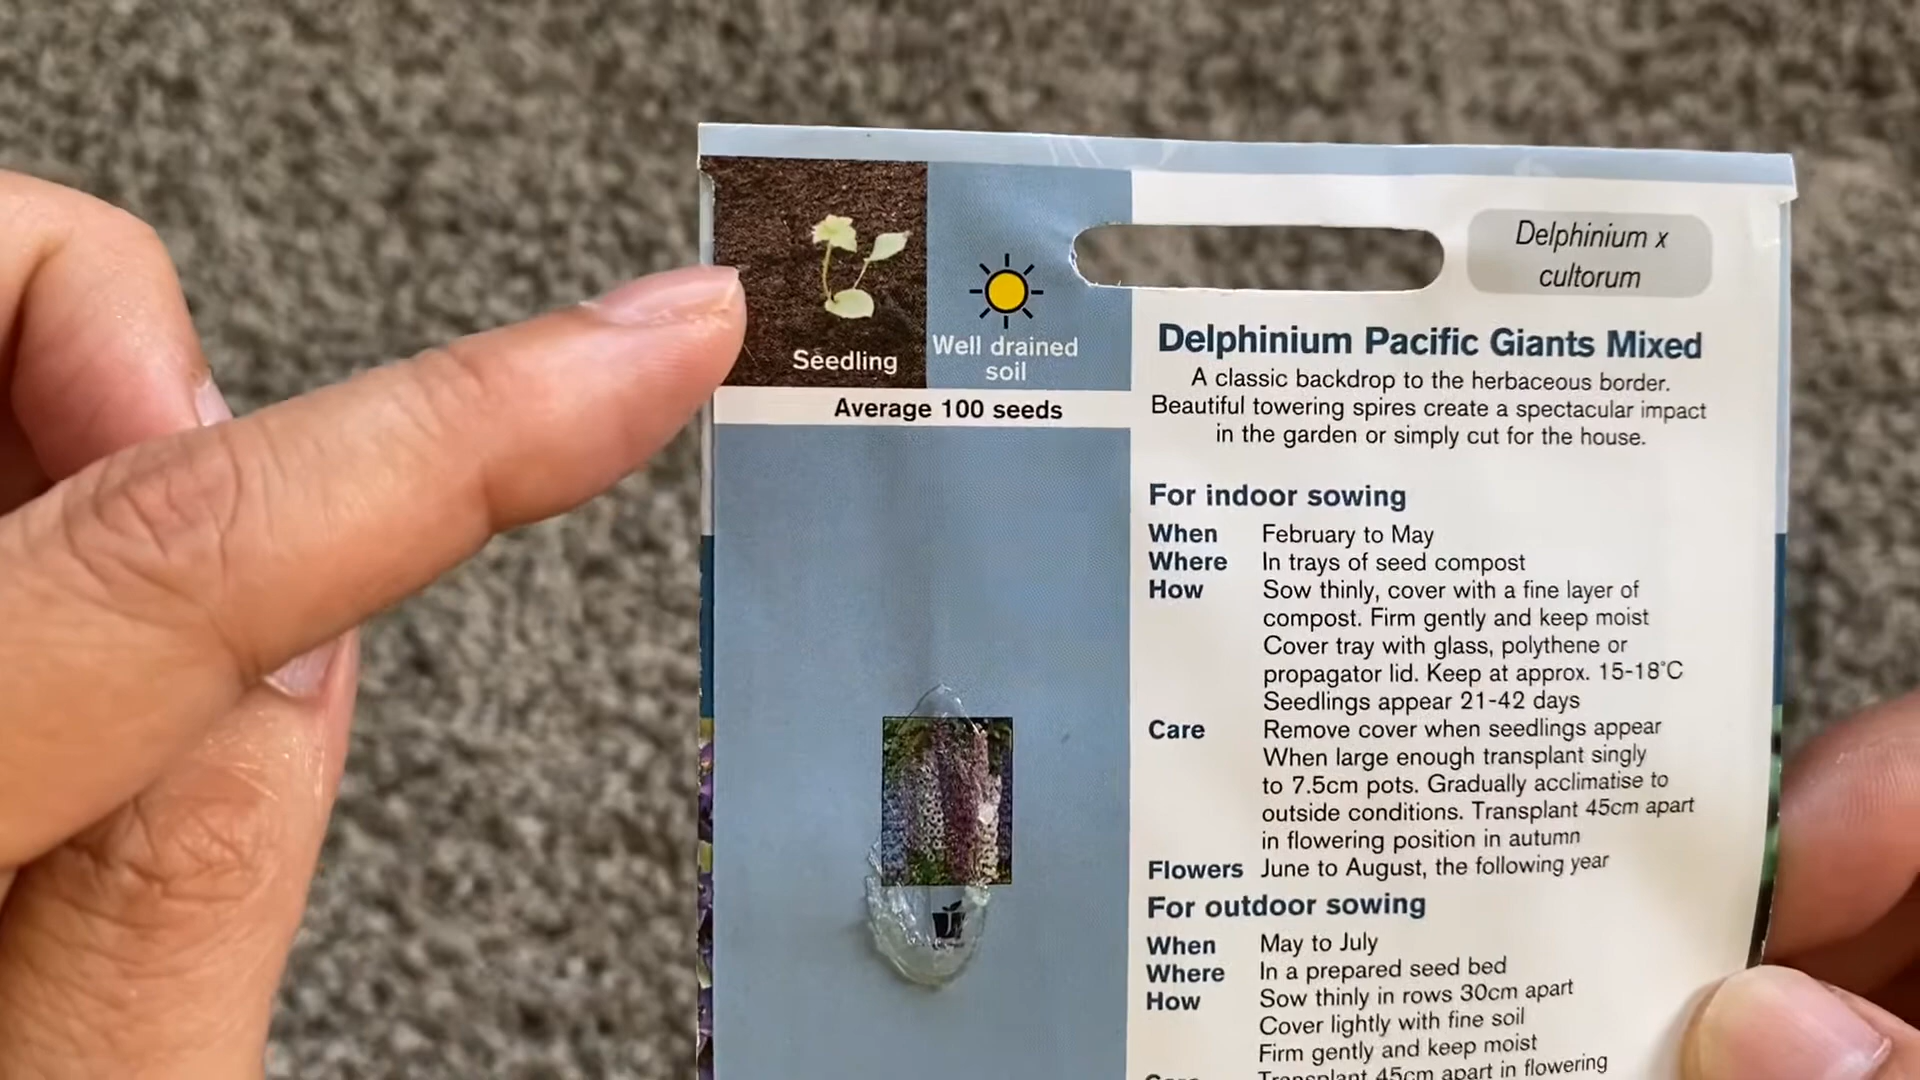 Seedling
Well drained
soil
Average 100 seeds
Delphinium x
cultorum
Delphinium Pacific Giants Mixed
A classic backdrop to the herbaceous border.
Beautiful towering spires create a spectacular impact
in the garden or simply cut for the house.
For indoor sowing
When February to May
Where In trays of seed compost
How Sow thinly, cover with a fine layer of
compost. Firm gently and keep moist
Cover tray with glass, polythene or
propagator lid. Keep at approx. 15-18°C
Seedlings appear 21-42 days
Care Remove cover when seedlings appear
When large enough transplant singly
to 7.5cm pots. Gradually acclimatise to
outside conditions. Transplant 45cm apart
in flowering position in autumn
Flowers June to August, the following year
For outdoor sowing
When May to July
Where In a prepared seed bed
How Sow thinly in rows 30cm apart
Cover lightly with fine soil
Firm gently and keep moist
Transplant 45cm apart in flowering